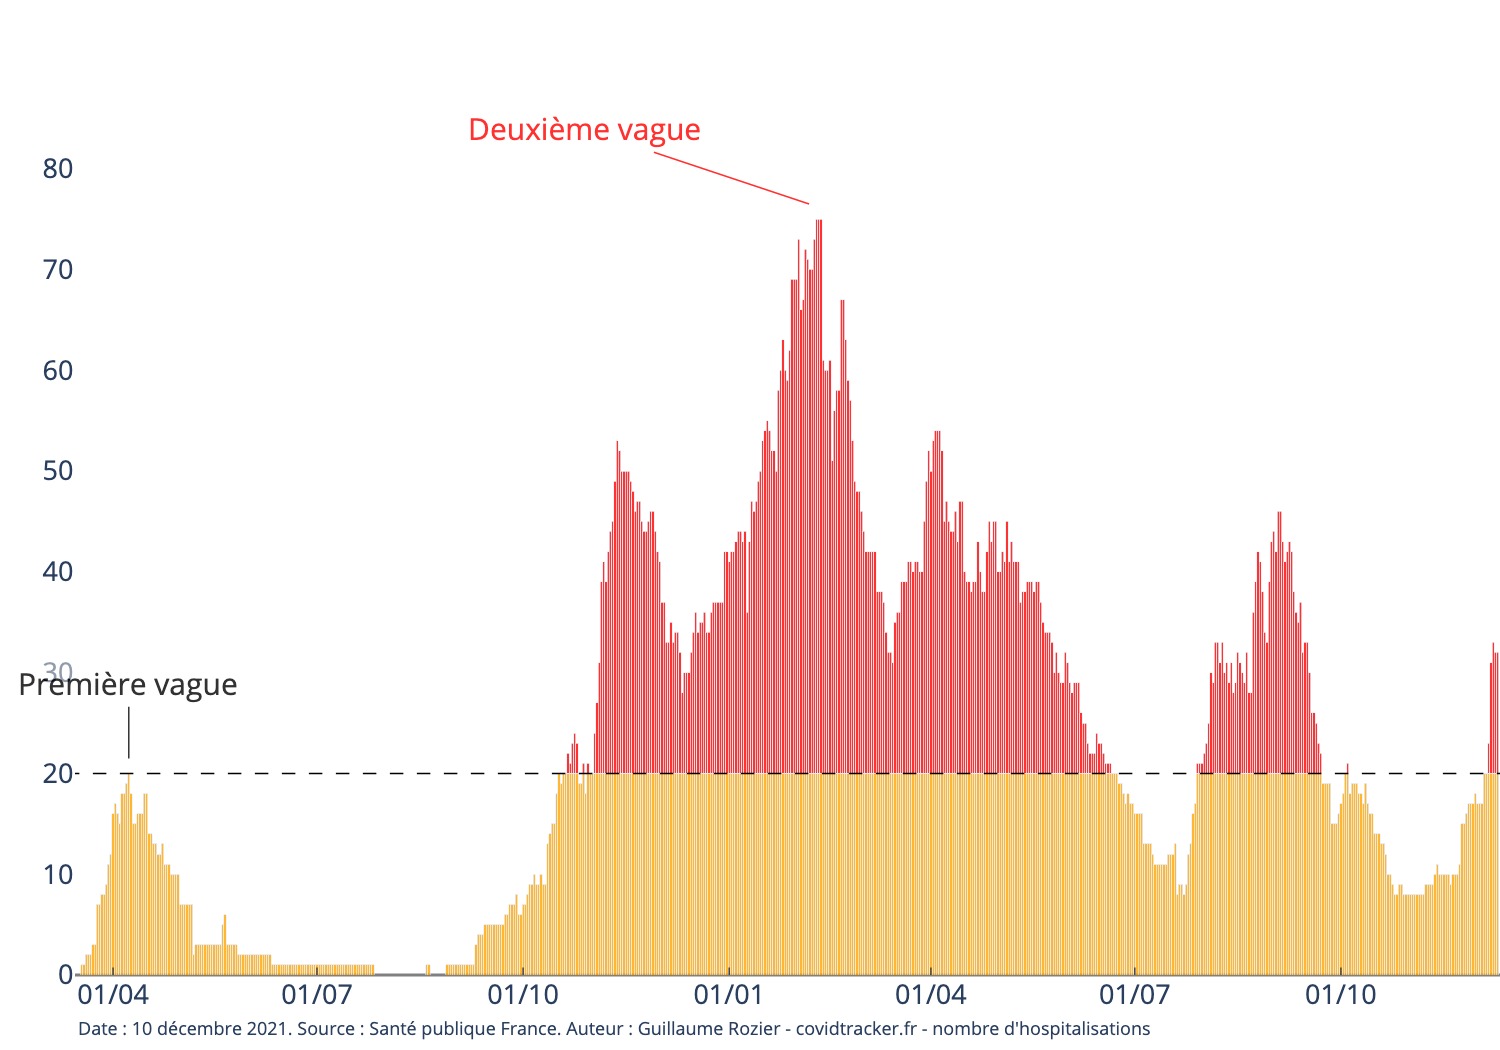 Deuxième vague
80
70
60
50
40
30
Première vague
20
10
0
01/04 01/07 01/10 01/01 01/04 01/07 01/10
Date : 10 décembre 2021. Source : Santé publique France. Auteur : Guillaume Rozier - covidtracker.fr - nombre d'hospitalisations